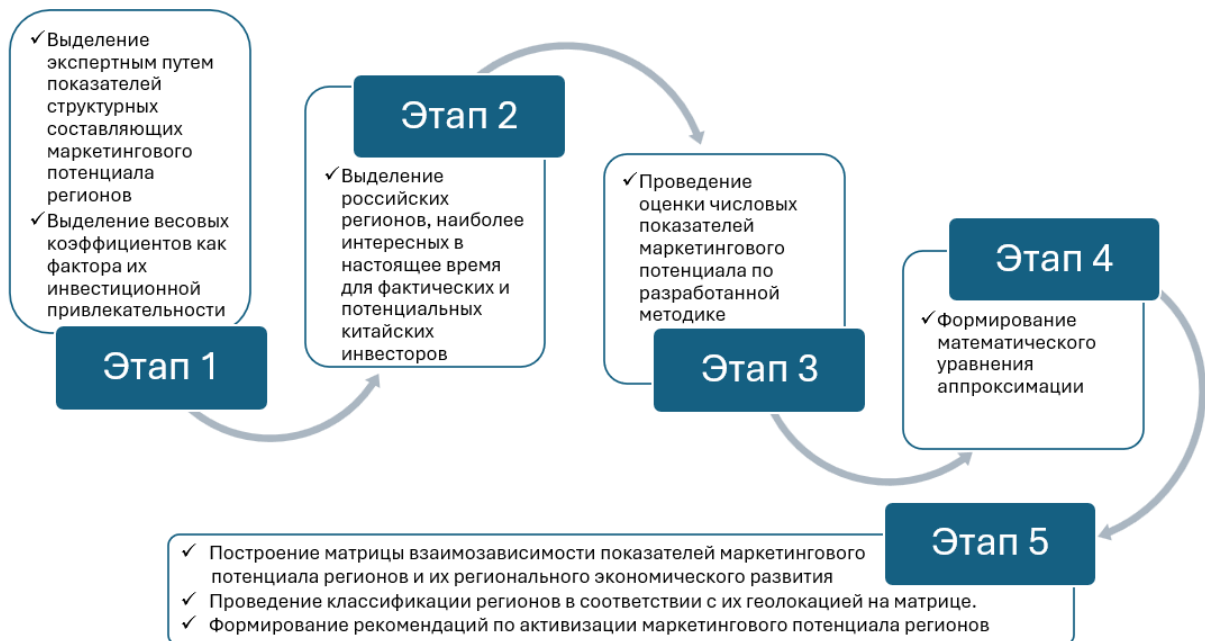 ✓Выделение
экспертным путем
показателей
структурных
составляющих
маркетингового
потенциала
регионов
✓Выделение весовых
коэффициентов как
фактора их
инвестиционной
привлекательности
Этап 1
Этап 2
✓Выделение
российских
регионов, наиболее
интересных в
настоящее время
для фактических и
потенциальных
китайских
инвесторов
✓Проведение
оценки числовых
показателей
маркетингового
потенциала по
разработанной
методике
Этап 3
Этап 4
✓Формирование
математического
уравнения
аппроксимации
Этап 5
✓ Построение матрицы взаимозависимости показателей маркетингового
потенциала регионов и их регионального экономического развития
✓ Проведение классификации регионов в соответствии с их геолокацией на матрице.
✓ Формирование рекомендаций по активизации маркетингового потенциала регионов